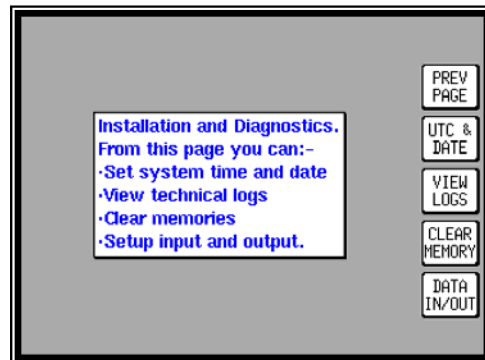 Installation and Diagnostics.
From this page you can:-
·Set system time and date
·View technical logs
·Clear memories
·Setup input and output.
PREV
PAGE
UTC &
DATE
VIEW
LOGS
CLEAR
MEMORY
DATA
IN/OUT